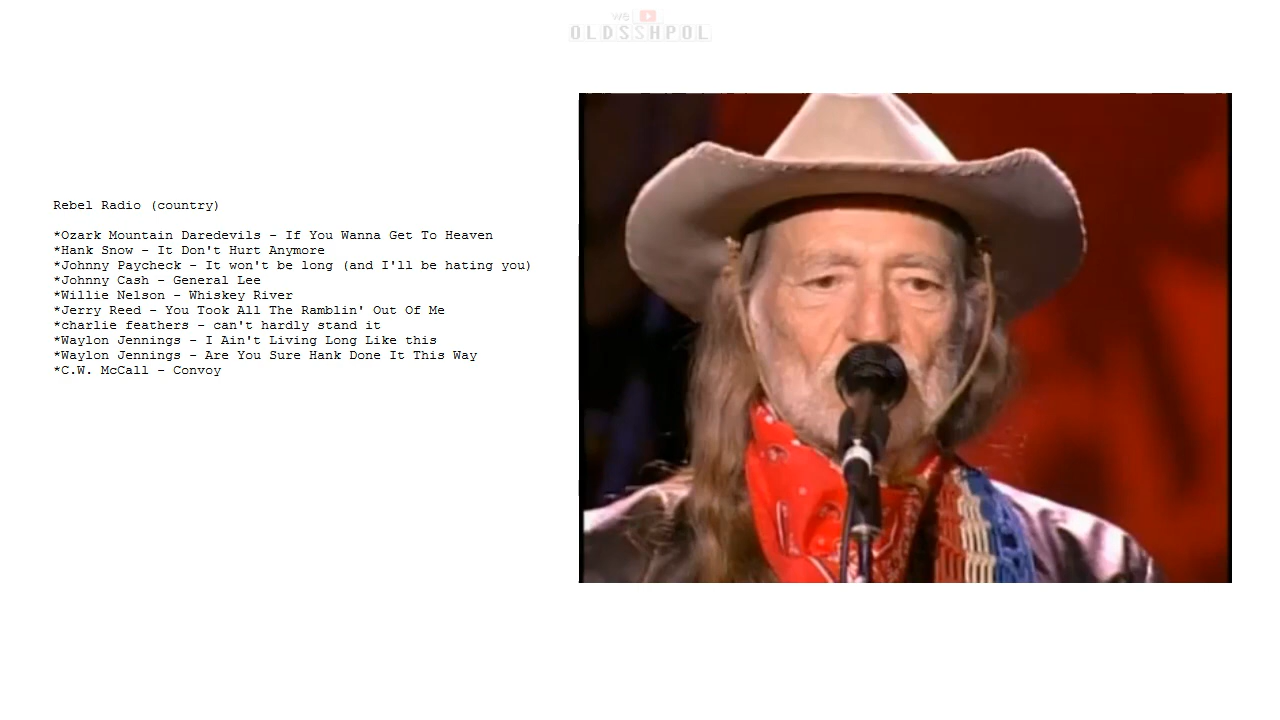 we
OLDSSHPOL
Rebel Radio (country)
*Ozark Mountain Daredevils - If You Wanna Get To Heaven
*Hank Snow - It Don't Hurt Anymore
*Johnny Paycheck - It won't be long (and I'll be hating you)
*Johnny Cash - General Lee
*Willie Nelson - Whiskey River
*Jerry Reed - You Took All The Ramblin' Out Of Me
*charlie feathers - can't hardly stand it
*Waylon Jennings - I Ain't Living Long Like this
*Waylon Jennings - Are You Sure Hank Done It This Way
*C.W. McCall - Convoy